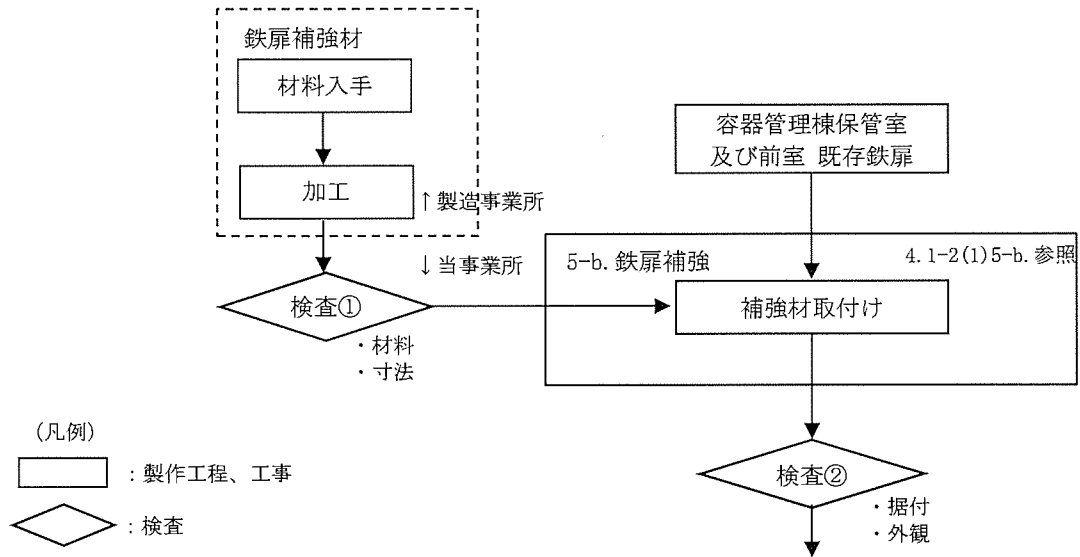 鉄扉補強材
材料入手
加工
↑製造事業所
↓当事業所
検査①
・材料
・寸法
容器管理棟保管室
及び前室 既存鉄扉
5-b. 鉄扉補強
4.1-2(1)5-b. 参照
補強材取付け
検査②
・据付
・外観
(凡例)
：製作工程、工事
：検査